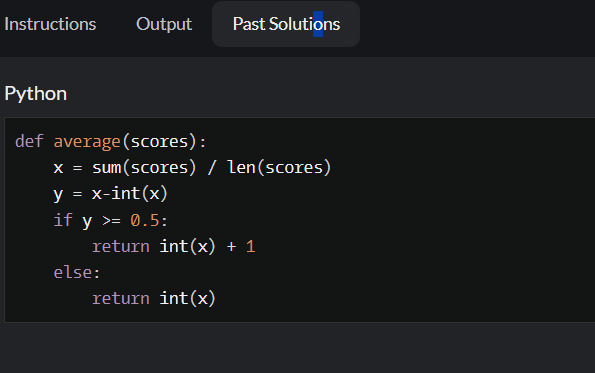 Instructions Output Past Solutions
Python
def average(scores):
    x = sum(scores) / len(scores)
    y = x-int(x)
    if y >= 0.5:
        return int(x) + 1
    else:
        return int(x)